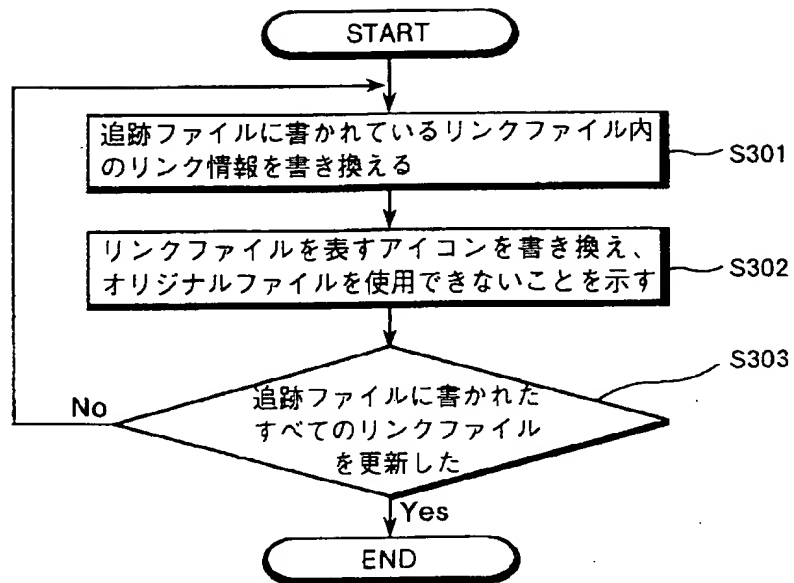 START
追跡ファイルに書かれているリンクファイル内
のリンク情報を書き換える
S301
リンクファイルを表すアイコンを書き換え、
オリジナルファイルを使用できないことを示す
S302
S303
追跡ファイルに書かれた
すべてのリンクファイル
を更新した
No
Yes
END